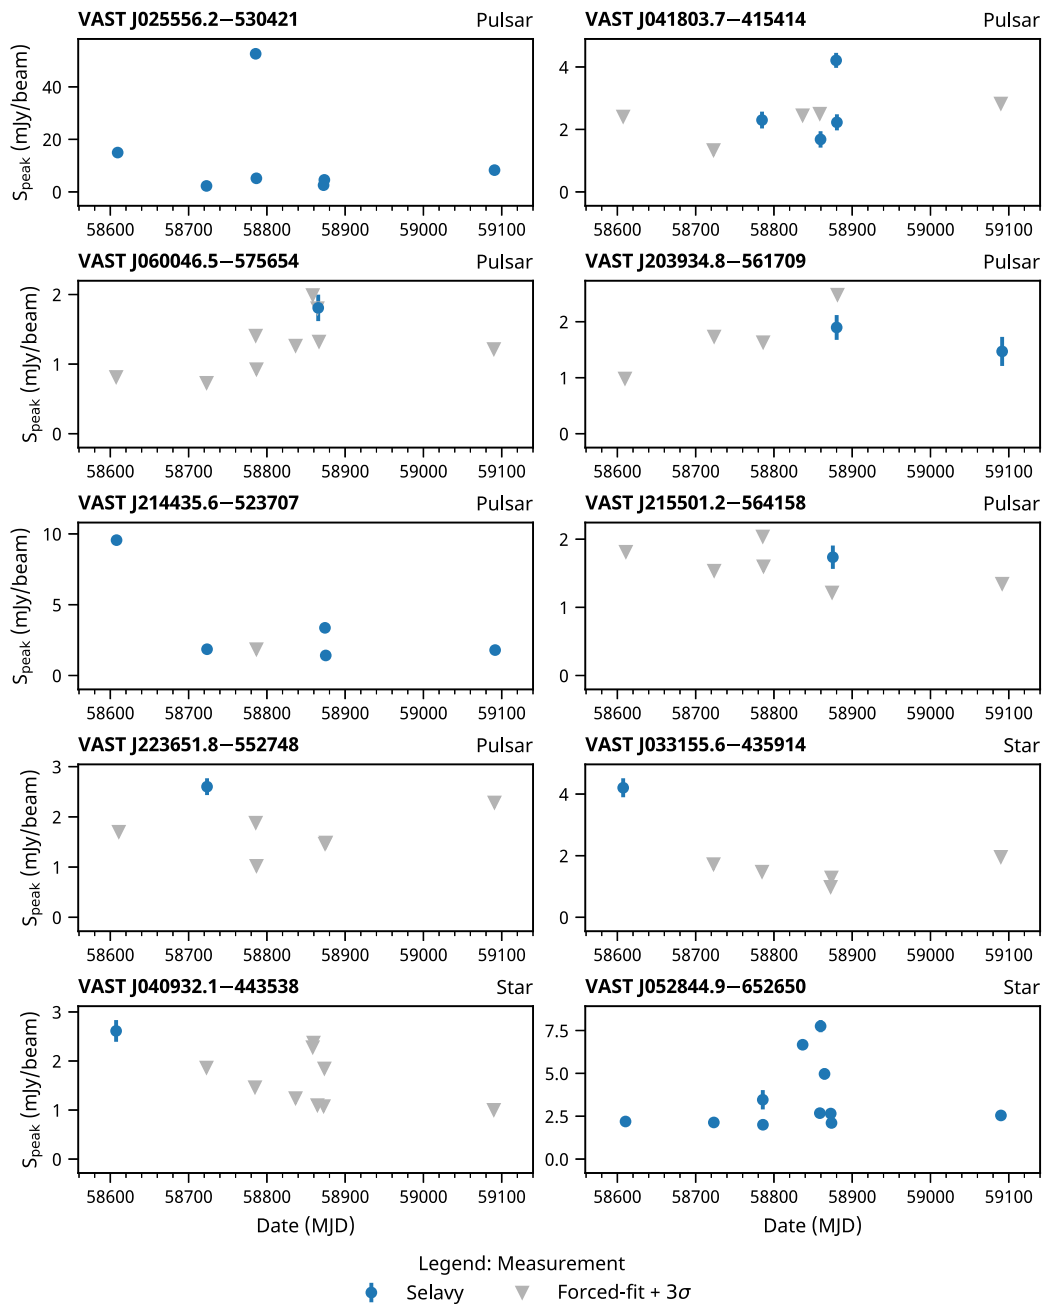 VAST J025556.2−530421 Pulsar
VAST J041803.7−415414 Pulsar
S_peak (mJy/beam)
40
20
0
4
2
0
58600 58700 58800 58900 59000 59100
58600 58700 58800 58900 59000 59100
VAST J060046.5−575654 Pulsar
VAST J203934.8−561709 Pulsar
S_peak (mJy/beam)
2
1
0
2
1
0
58600 58700 58800 58900 59000 59100
58600 58700 58800 58900 59000 59100
VAST J214435.6−523707 Pulsar
VAST J215501.2−564158 Pulsar
S_peak (mJy/beam)
10
5
0
2
1
0
58600 58700 58800 58900 59000 59100
58600 58700 58800 58900 59000 59100
VAST J223651.8−552748 Pulsar
VAST J033155.6−435914 Star
S_peak (mJy/beam)
3
2
1
0
4
2
0
58600 58700 58800 58900 59000 59100
58600 58700 58800 58900 59000 59100
VAST J040932.1−443538 Star
VAST J052844.9−652650 Star
S_peak (mJy/beam)
3
2
1
0
7.5
5.0
2.5
0.0
58600 58700 58800 58900 59000 59100
58600 58700 58800 58900 59000 59100
Date (MJD)
Date (MJD)
Legend: Measurement
Selavy Forced-fit + 3σ